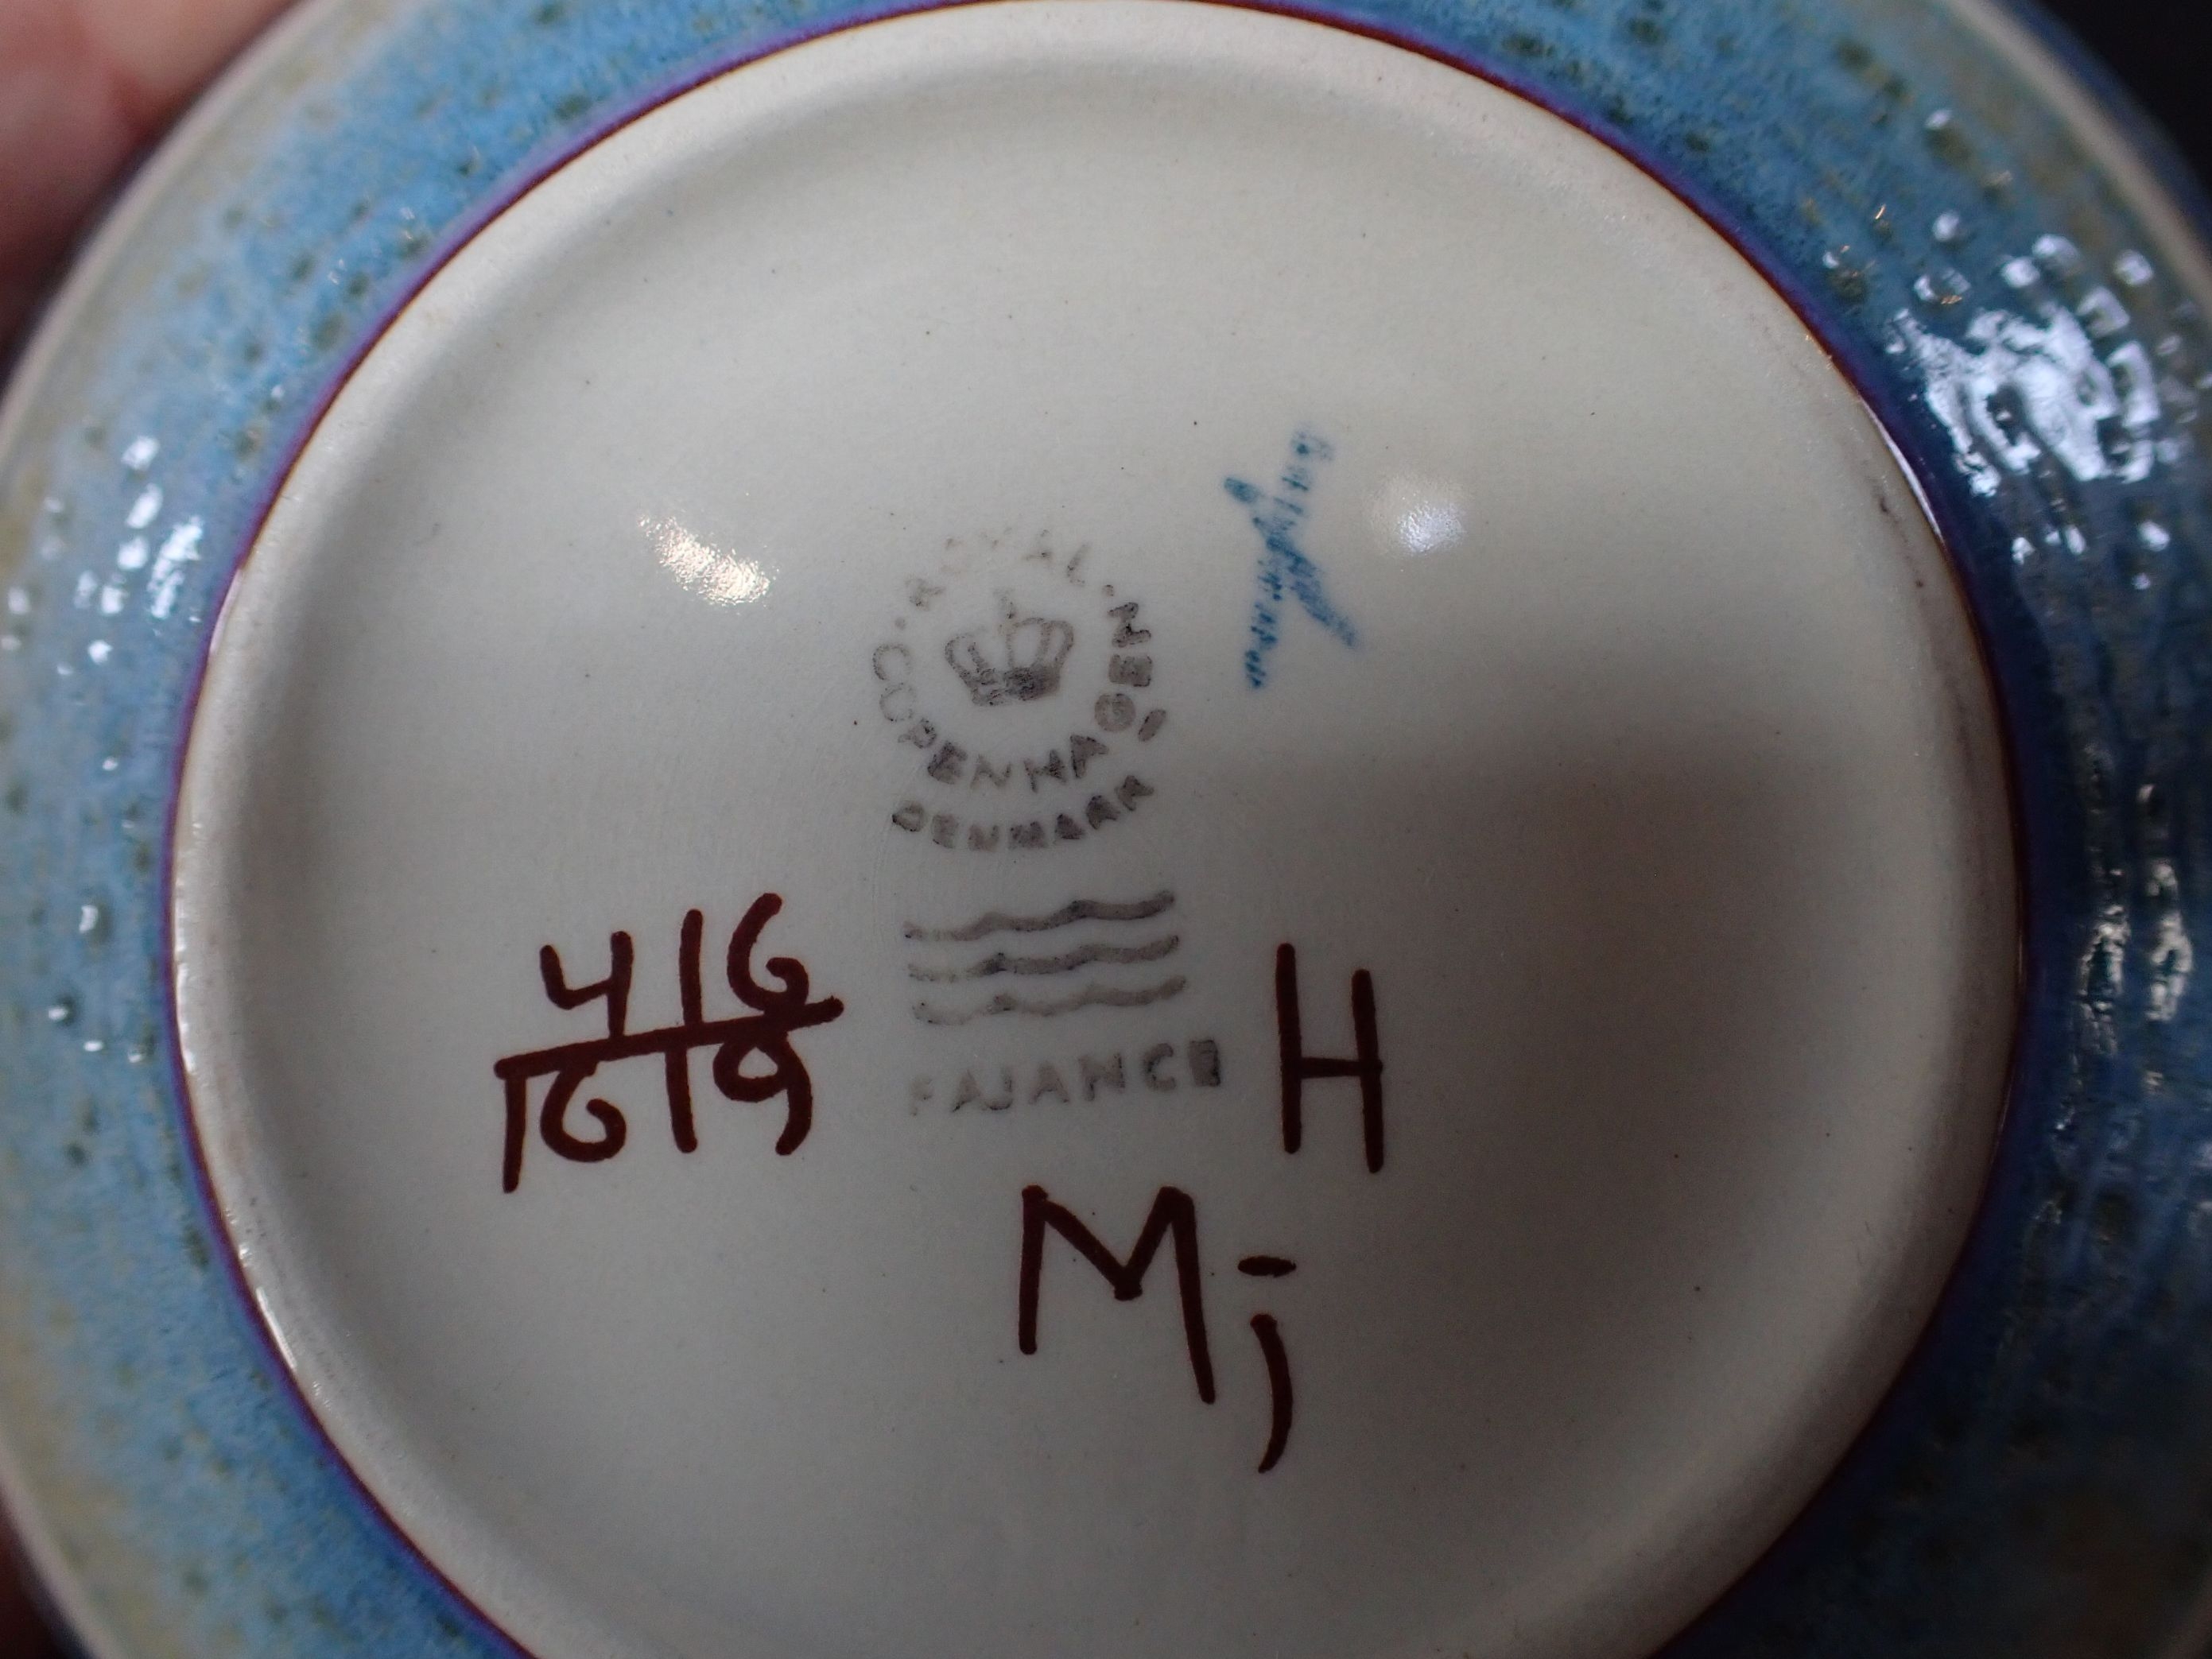 · ROYAL · COPENHAGEN
DENMARK
FAJANCE
416
1619
H
Mj